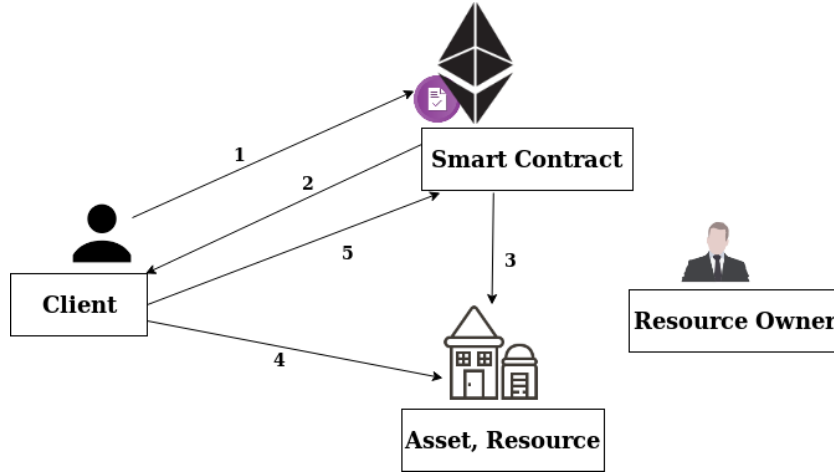 1
Smart Contract
2
5
3
Client
Resource Owner
4
Asset, Resource